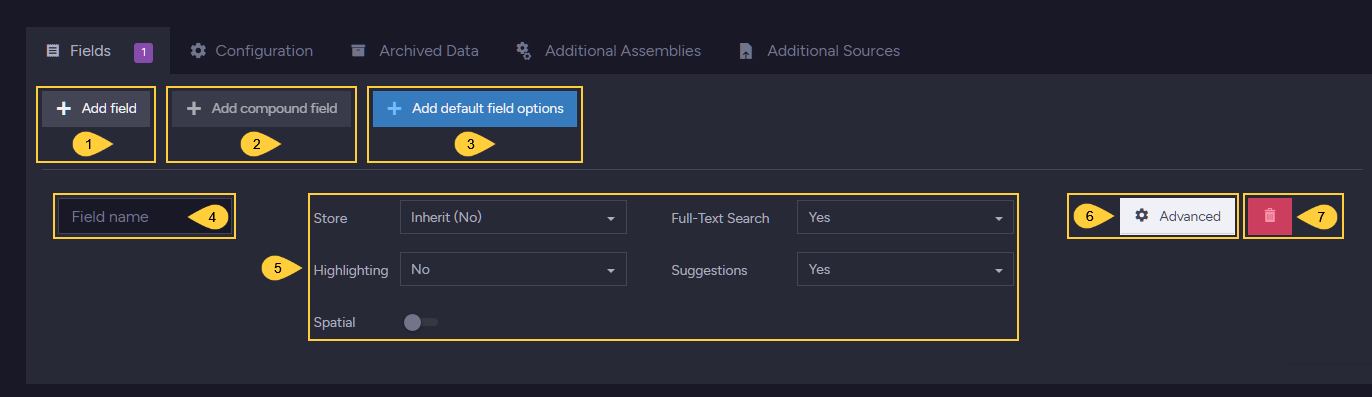 Fields 1 Configuration Archived Data Additional Assemblies Additional Sources
Add field Add compound field Add default field options
1 2 3
Field name 4 Store Inherit (No) Full-Text Search Yes 6 Advanced 7
5 Highlighting No Suggestions Yes
Spatial